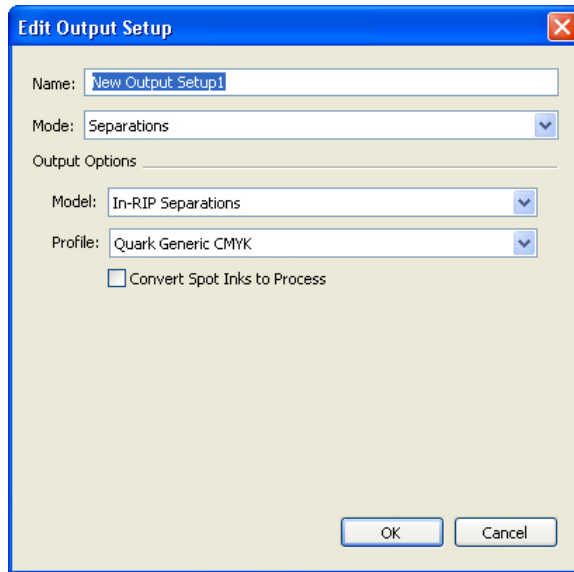 Edit Output Setup
Name: New Output Setup1
Mode: Separations
Output Options
Model: In-RIP Separations
Profile: Quark Generic CMYK
Convert Spot Inks to Process
OK Cancel